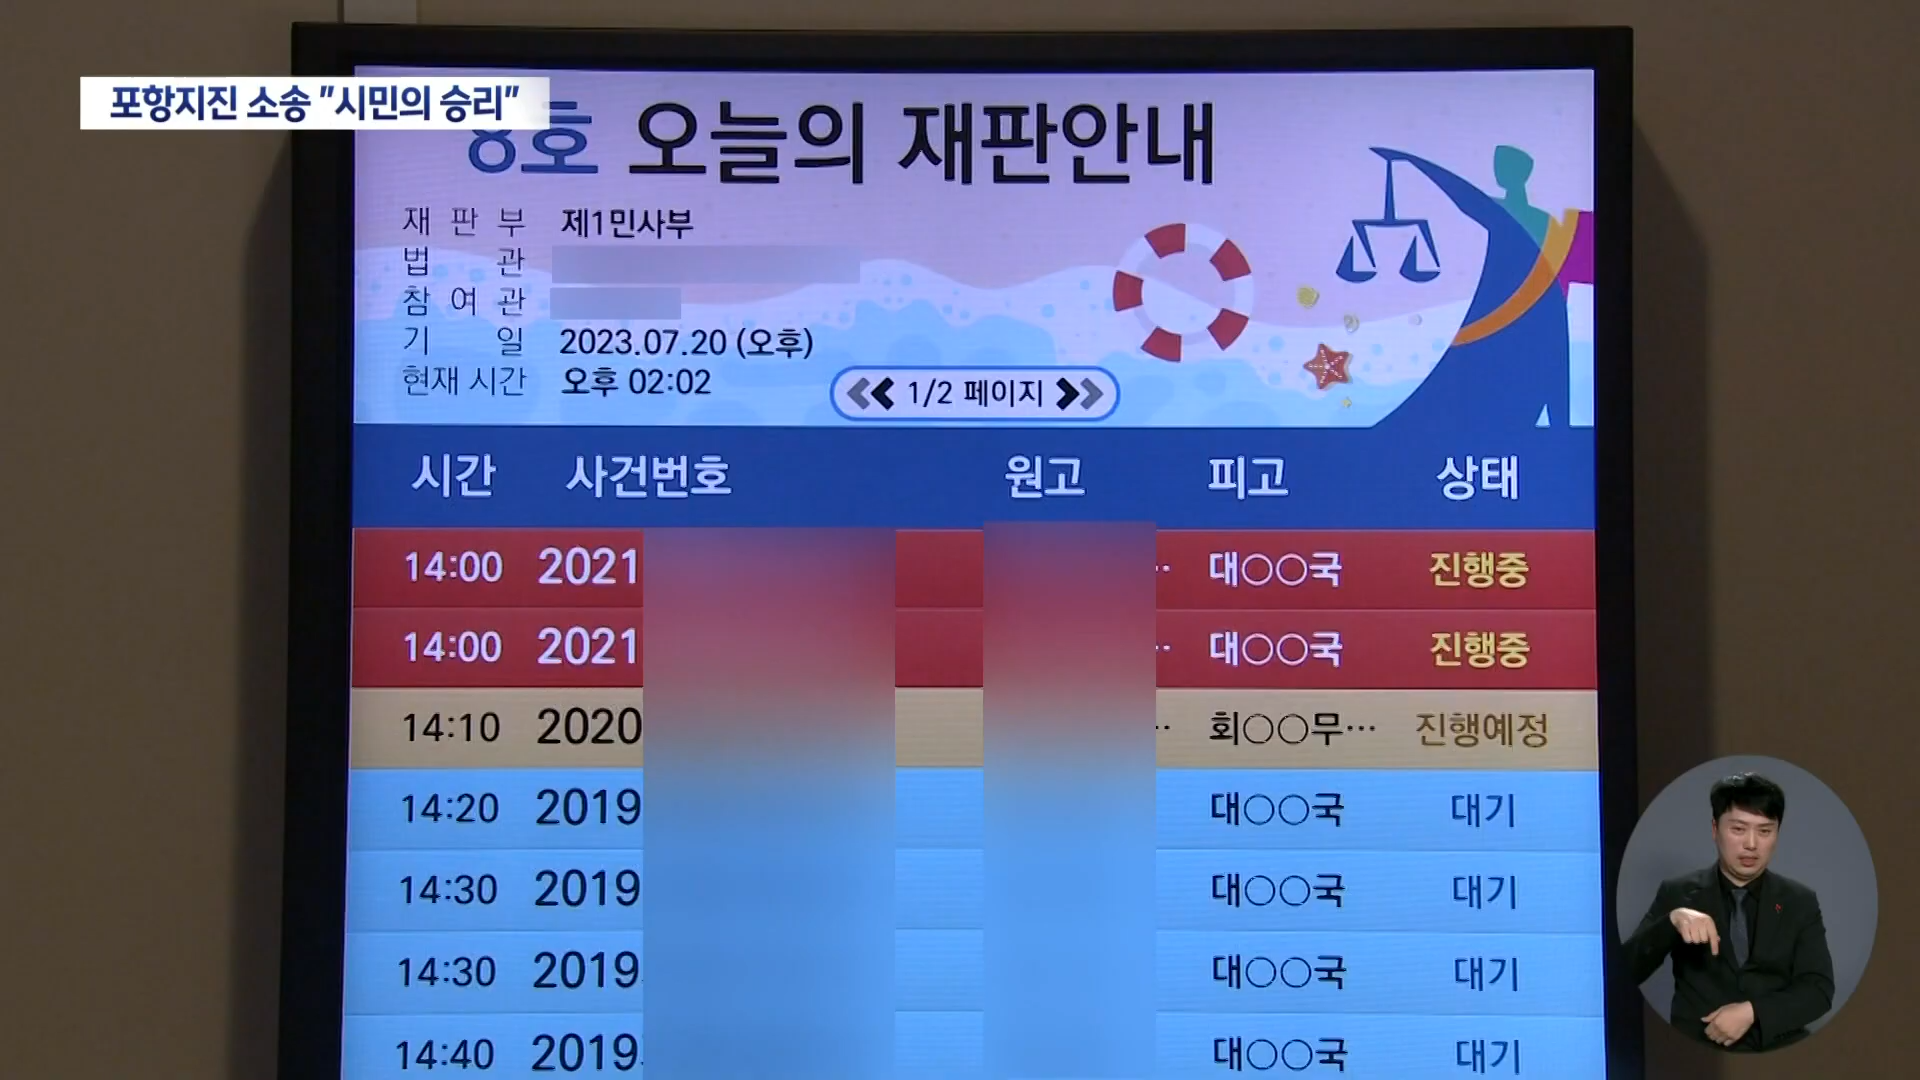 포항지진 소송 "시민의 승리"
8호 오늘의 재판안내
재 판 부 제1민사부
법 관
참 여 관
기 일 2023.07.20 (오후)
현재 시간 오후 02:02
1/2 페이지
시간 사건번호 원고 피고 상태
14:00 2021 ‥ 대○○국 진행중
14:00 2021 ‥ 대○○국 진행중
14:10 2020 ‥ 회○○무… 진행예정
14:20 2019 대○○국 대기
14:30 2019 대○○국 대기
14:30 2019 대○○국 대기
14:40 2019 대○○국 대기